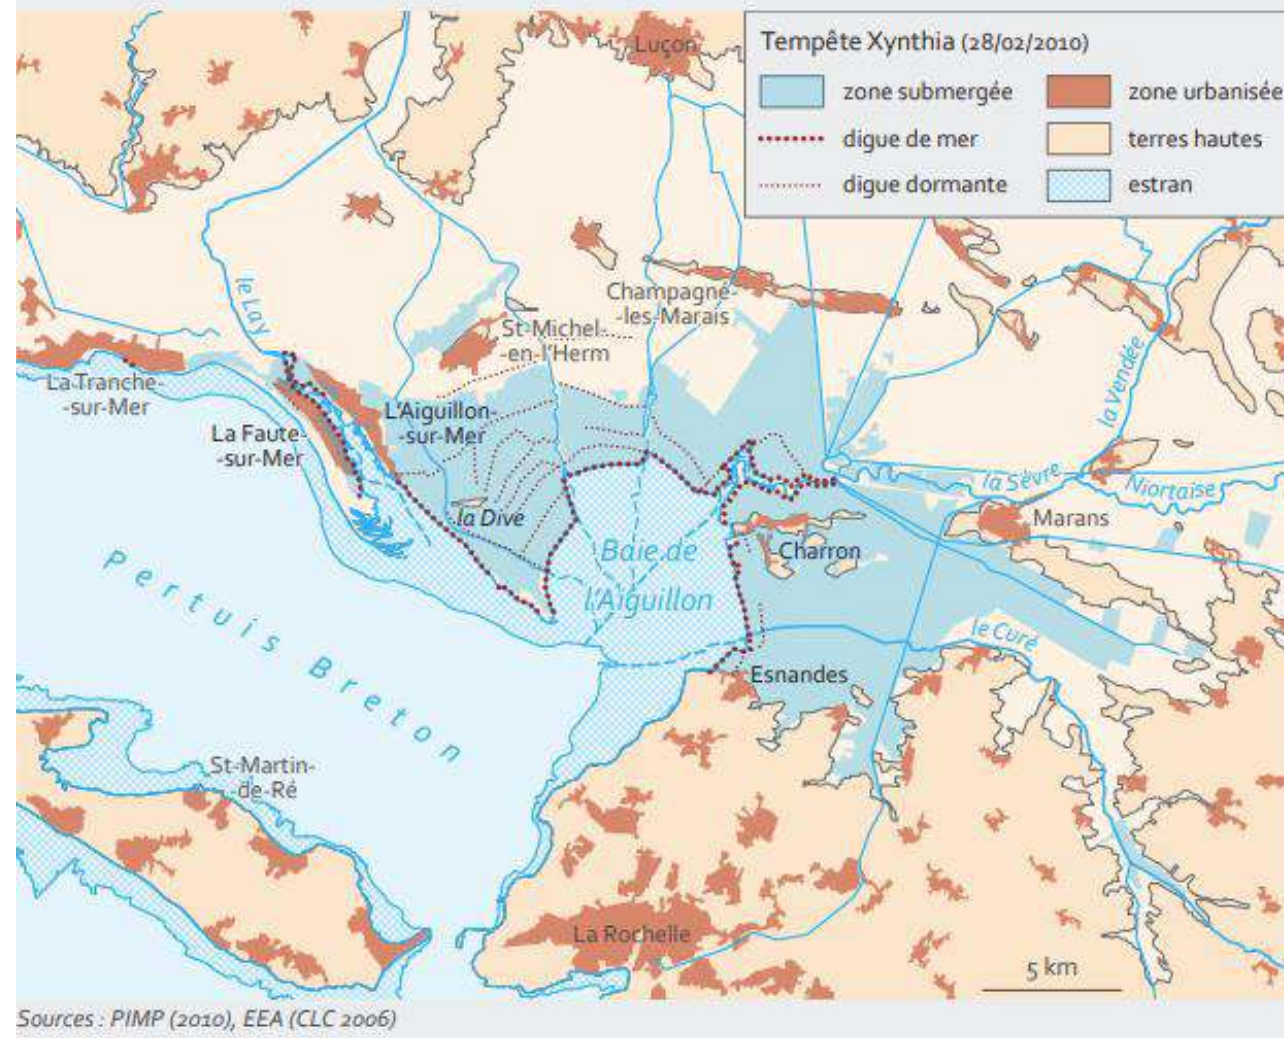 Tempête Xynthia (28/02/2010)
zone submergée
zone urbanisée
digue de mer
terres hautes
digue dormante
estran
Luçon
le Lay
Champagné-
-les-Marais
St-Michel-
-en-l'Herm
la Vendée
La Tranche-
-sur-Mer
L'Aiguillon-
-sur-Mer
La Faute-
-sur-Mer
la Sèvre
Niortaise
la Dive
Marans
Charron
Baie de
l'Aiguillon
Pertuis Breton
le Curé
Esnandes
St-Martin-
-de-Ré
La Rochelle
5 km
Sources : PIMP (2010), EEA (CLC 2006)